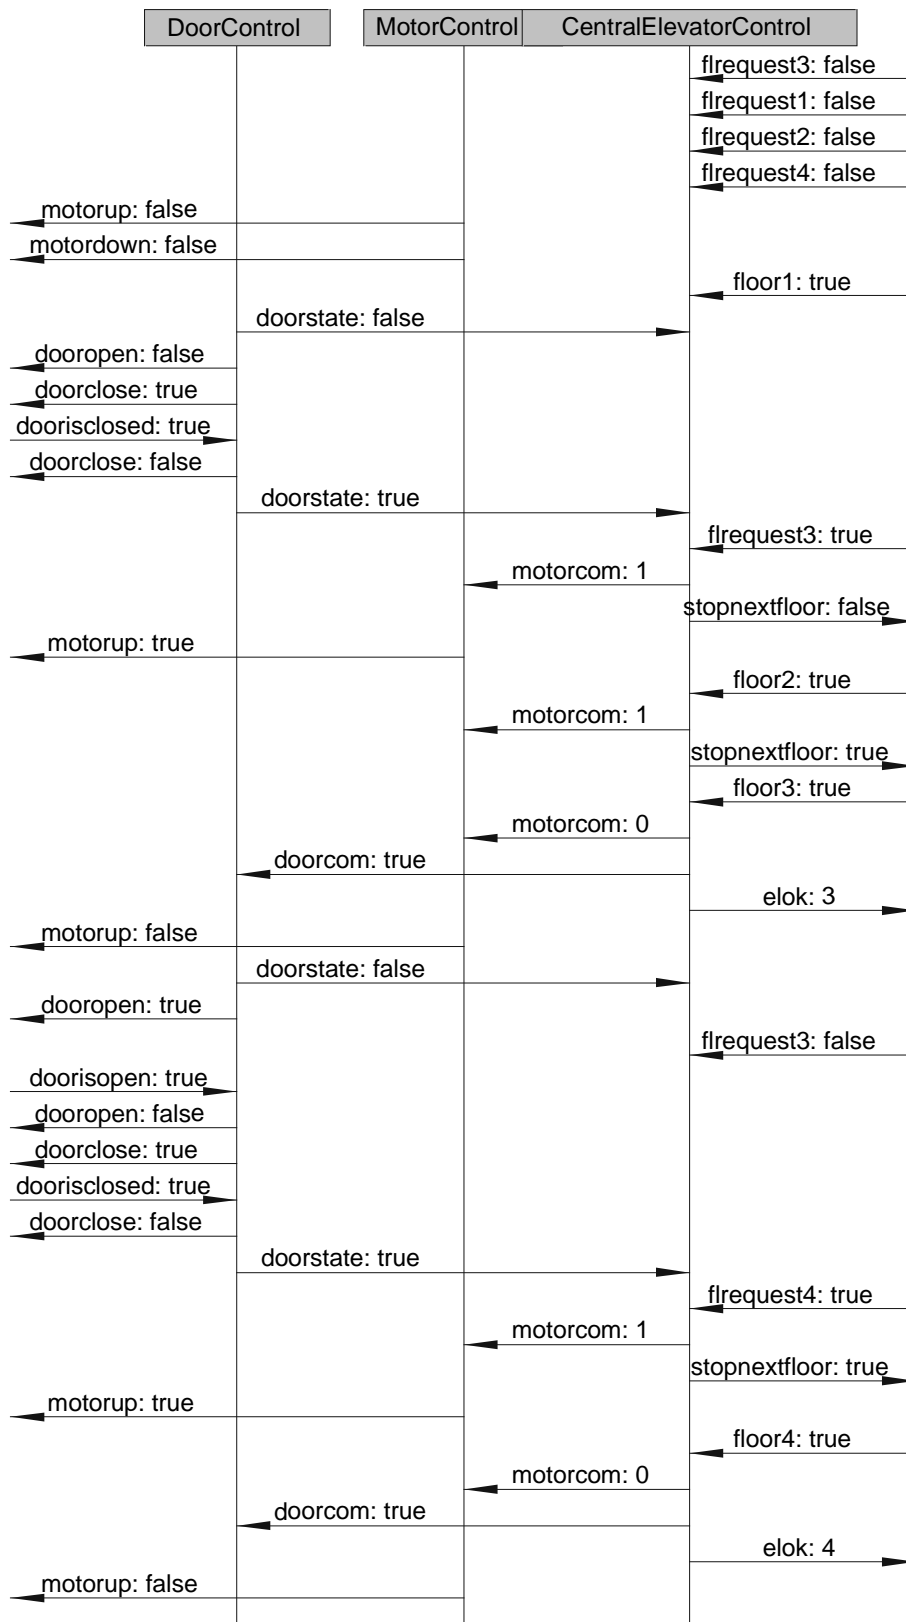 DoorControl
MotorControl
CentralElevatorControl
flrequest3: false
flrequest1: false
flrequest2: false
flrequest4: false
motorup: false
motordown: false
floor1: true
doorstate: false
dooropen: false
doorclose: true
doorisclosed: true
doorclose: false
doorstate: true
flrequest3: true
motorcom: 1
stopnextfloor: false
motorup: true
floor2: true
motorcom: 1
stopnextfloor: true
floor3: true
motorcom: 0
doorcom: true
elok: 3
motorup: false
doorstate: false
dooropen: true
flrequest3: false
doorisopen: true
dooropen: false
doorclose: true
doorisclosed: true
doorclose: false
doorstate: true
flrequest4: true
motorcom: 1
stopnextfloor: true
motorup: true
floor4: true
motorcom: 0
doorcom: true
elok: 4
motorup: false